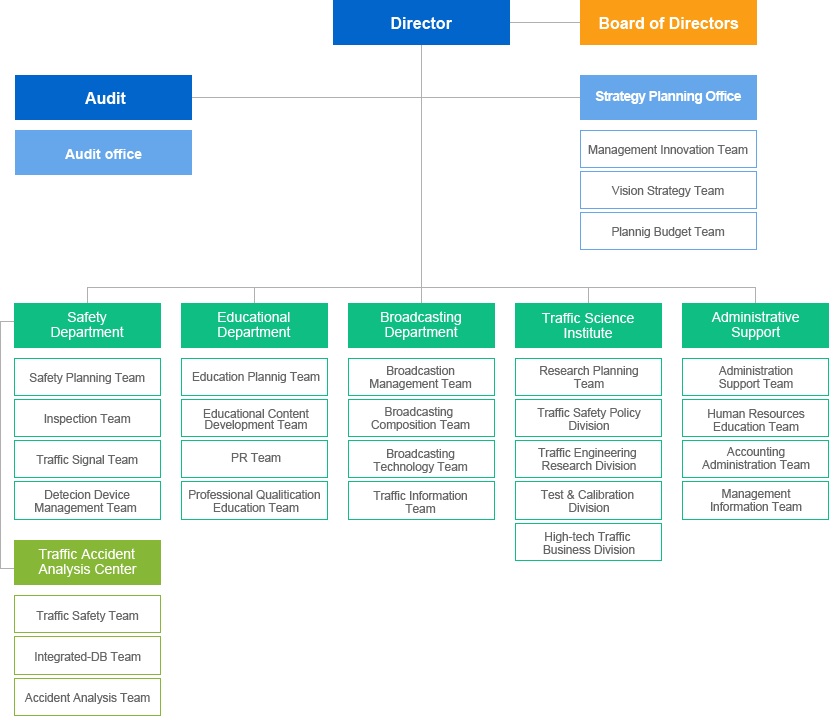 Director
Board of Directors
Audit
Strategy Planning Office
Audit office
Management Innovation Team
Vision Strategy Team
Plannig Budget Team
Safety
Department
Safety Planning Team
Inspection Team
Traffic Signal Team
Detecion Device
Management Team
Traffic Accident
Analysis Center
Traffic Safety Team
Integrated-DB Team
Accident Analysis Team
Educational
Department
Education Plannig Team
Educational Content
Development Team
PR Team
Professional Qualitication
Education Team
Broadcasting
Department
Broadcastion
Management Team
Broadcasting
Composition Team
Broadcasting
Technology Team
Traffic Information
Team
Traffic Science
Institute
Research Planning
Team
Traffic Safety Policy
Division
Traffic Engineering
Research Division
Test & Calibration
Division
High-tech Traffic
Business Division
Administrative
Support
Administration
Support Team
Human Resources
Education Team
Accounting
Administration Team
Management
Information Team